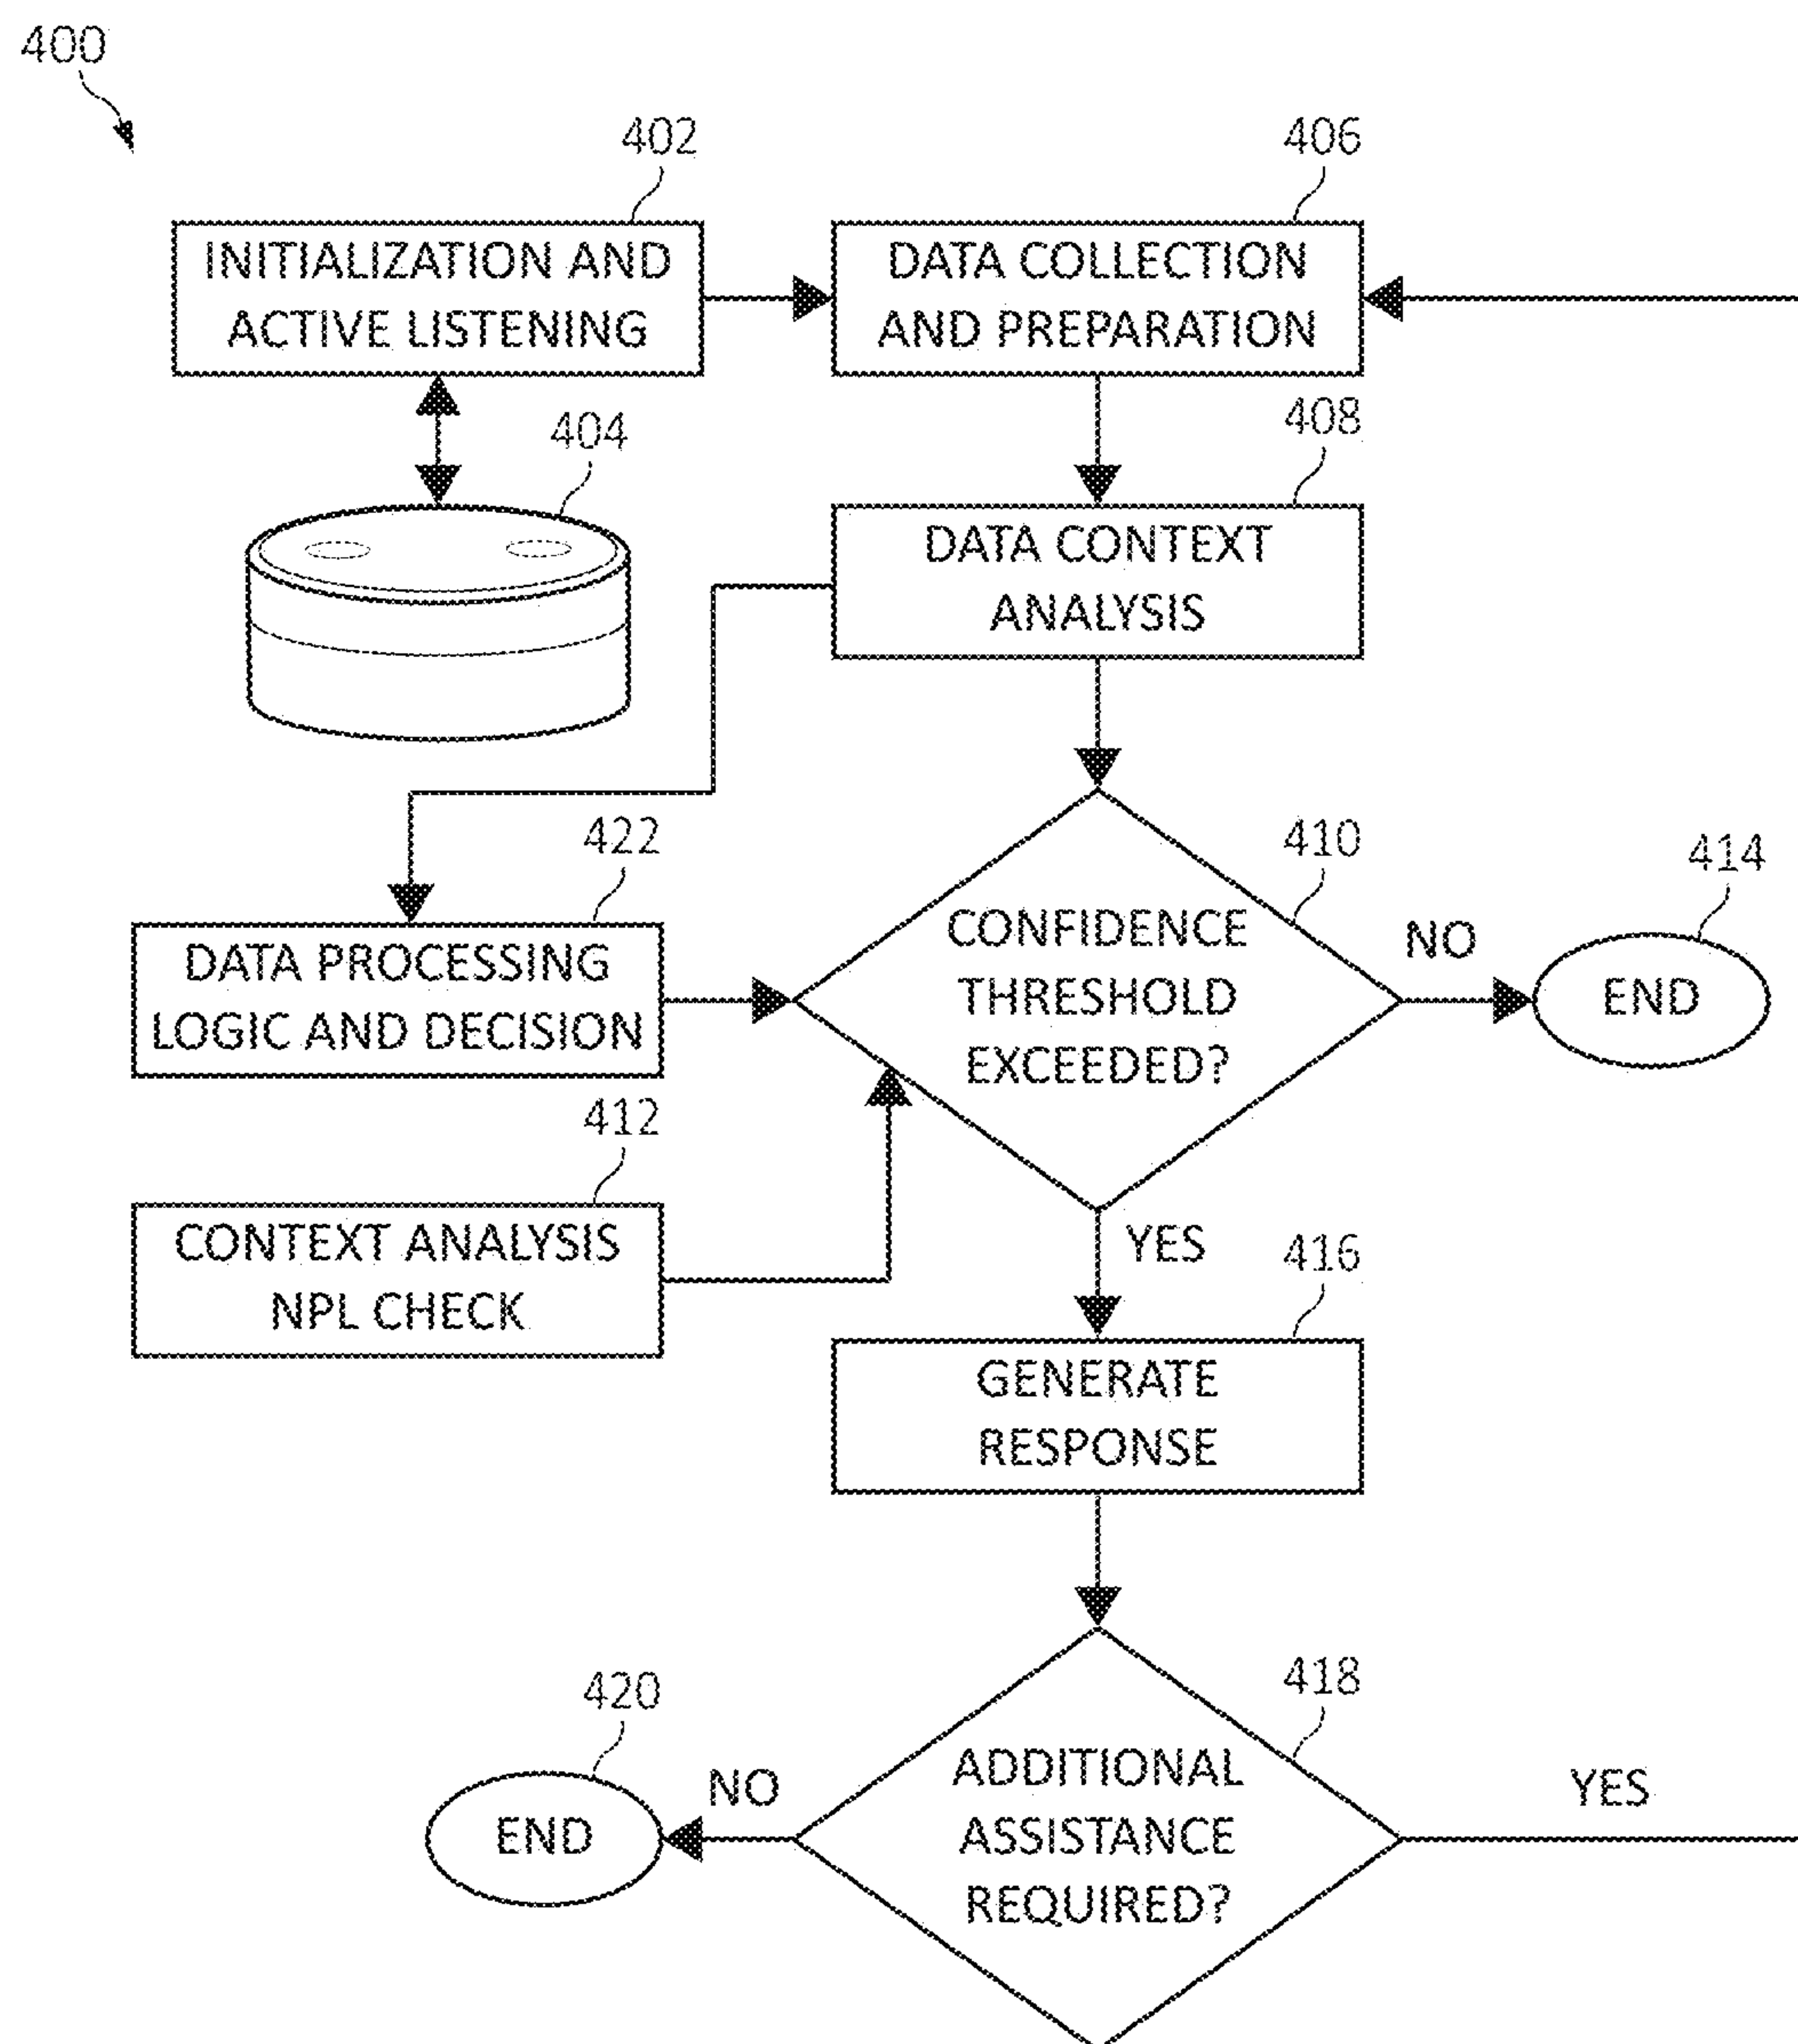 400
402
INITIALIZATION AND
ACTIVE LISTENING
406
DATA COLLECTION
AND PREPARATION
404
408
DATA CONTEXT
ANALYSIS
422
DATA PROCESSING
LOGIC AND DECISION
410
CONFIDENCE
THRESHOLD
EXCEEDED?
NO
414
END
412
CONTEXT ANALYSIS
NPL CHECK
YES
416
GENERATE
RESPONSE
418
ADDITIONAL
ASSISTANCE
REQUIRED?
420
NO
END
YES